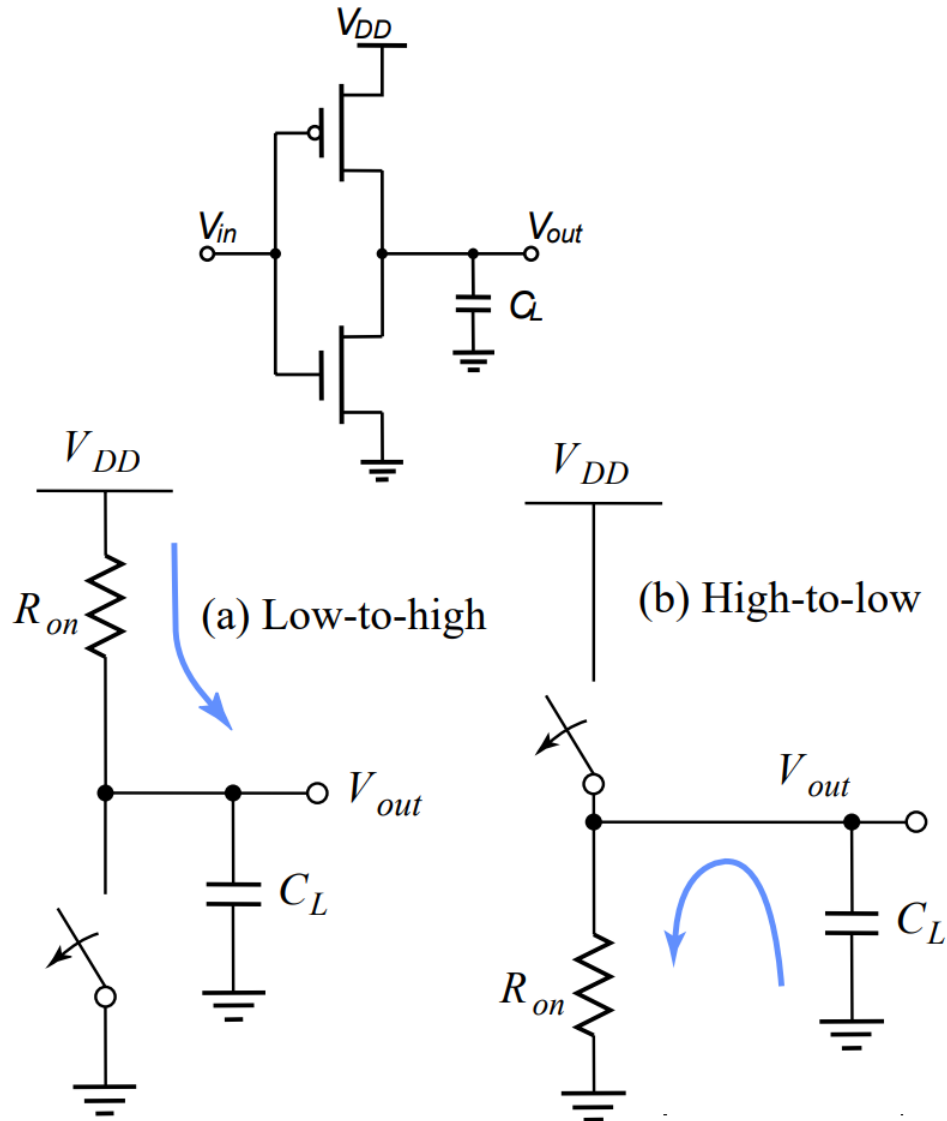 VDD
Vin
Vout
CL
VDD
Ron
(a) Low-to-high
Vout
CL
VDD
(b) High-to-low
Vout
CL
Ron